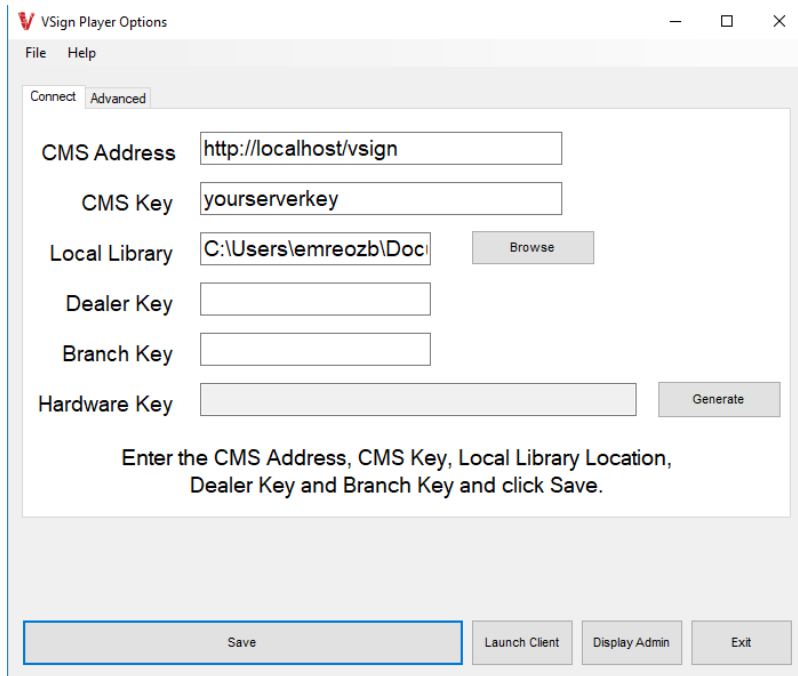 VSign Player Options
File Help
Connect Advanced
CMS Address http://localhost/vsign
CMS Key yourserverkey
Local Library C:\Users\emreozb\Docu Browse
Dealer Key
Branch Key
Hardware Key Generate
Enter the CMS Address, CMS Key, Local Library Location,
Dealer Key and Branch Key and click Save.
Save Launch Client Display Admin Exit